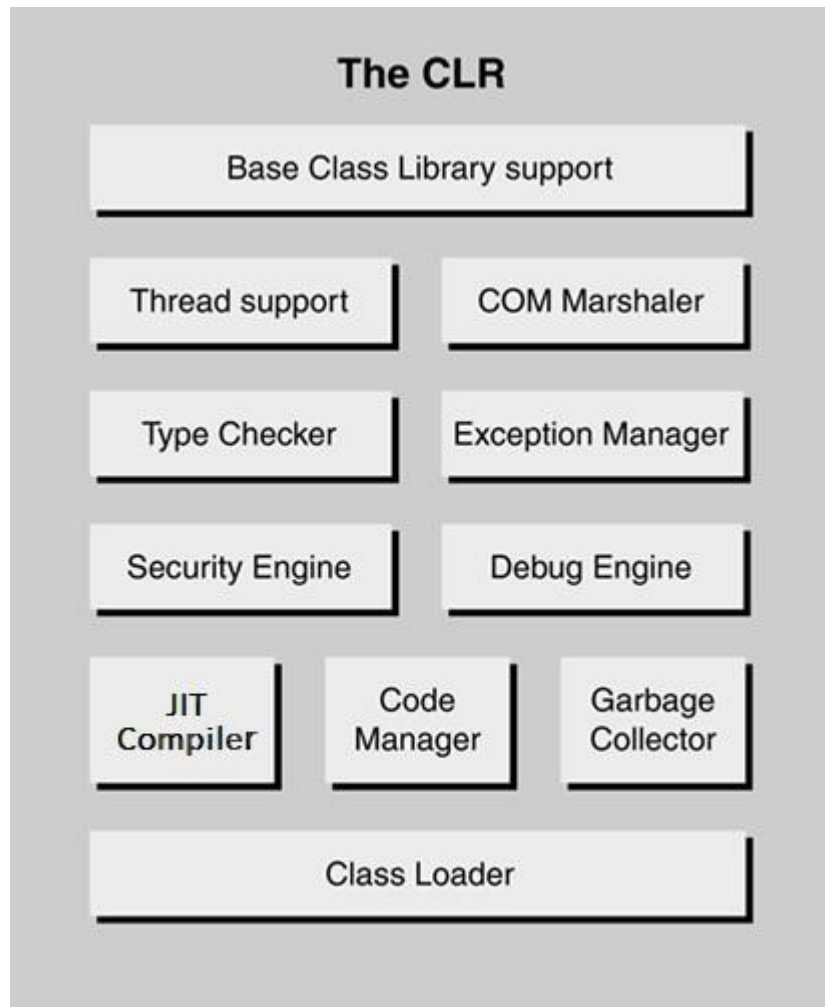 The CLR
Base Class Library support
Thread support
COM Marshaler
Type Checker
Exception Manager
Security Engine
Debug Engine
JIT
Compiler
Code
Manager
Garbage
Collector
Class Loader